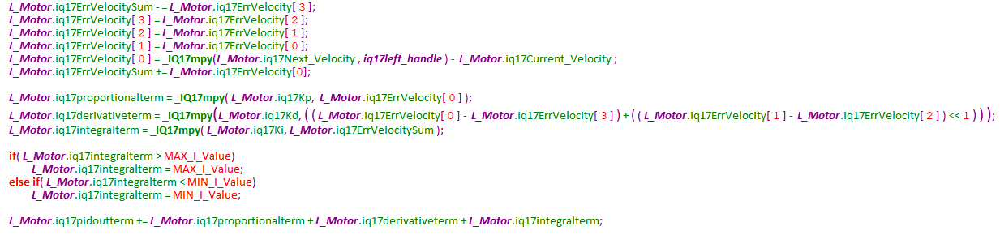 L_Motor.iq17ErrVelocitySum -= L_Motor.iq17ErrVelocity[ 3 ];
L_Motor.iq17ErrVelocity[ 3 ] = L_Motor.iq17ErrVelocity[ 2 ];
L_Motor.iq17ErrVelocity[ 2 ] = L_Motor.iq17ErrVelocity[ 1 ];
L_Motor.iq17ErrVelocity[ 1 ] = L_Motor.iq17ErrVelocity[ 0 ];
L_Motor.iq17ErrVelocity[ 0 ] = _IQ17mpy(L_Motor.iq17Next_Velocity , iq17left_handle ) - L_Motor.iq17Current_Velocity ;
L_Motor.iq17ErrVelocitySum += L_Motor.iq17ErrVelocity[0];
L_Motor.iq17proportionalterm = _IQ17mpy( L_Motor.iq17Kp, L_Motor.iq17ErrVelocity[ 0 ] );
L_Motor.iq17derivativeterm = _IQ17mpy(L_Motor.iq17Kd, ( ( L_Motor.iq17ErrVelocity[ 0 ] - L_Motor.iq17ErrVelocity[ 3 ] ) + ( ( L_Motor.iq17ErrVelocity[ 1 ] - L_Motor.iq17ErrVelocity[ 2 ] ) << 1 ) ) );
L_Motor.iq17integralterm = _IQ17mpy( L_Motor.iq17Ki, L_Motor.iq17ErrVelocitySum );
if( L_Motor.iq17integralterm > MAX_I_Value)
L_Motor.iq17integralterm = MAX_I_Value;
else if( L_Motor.iq17integralterm < MIN_I_Value)
L_Motor.iq17integralterm = MIN_I_Value;
L_Motor.iq17pidoutterm += L_Motor.iq17proportionalterm + L_Motor.iq17derivativeterm + L_Motor.iq17integralterm;